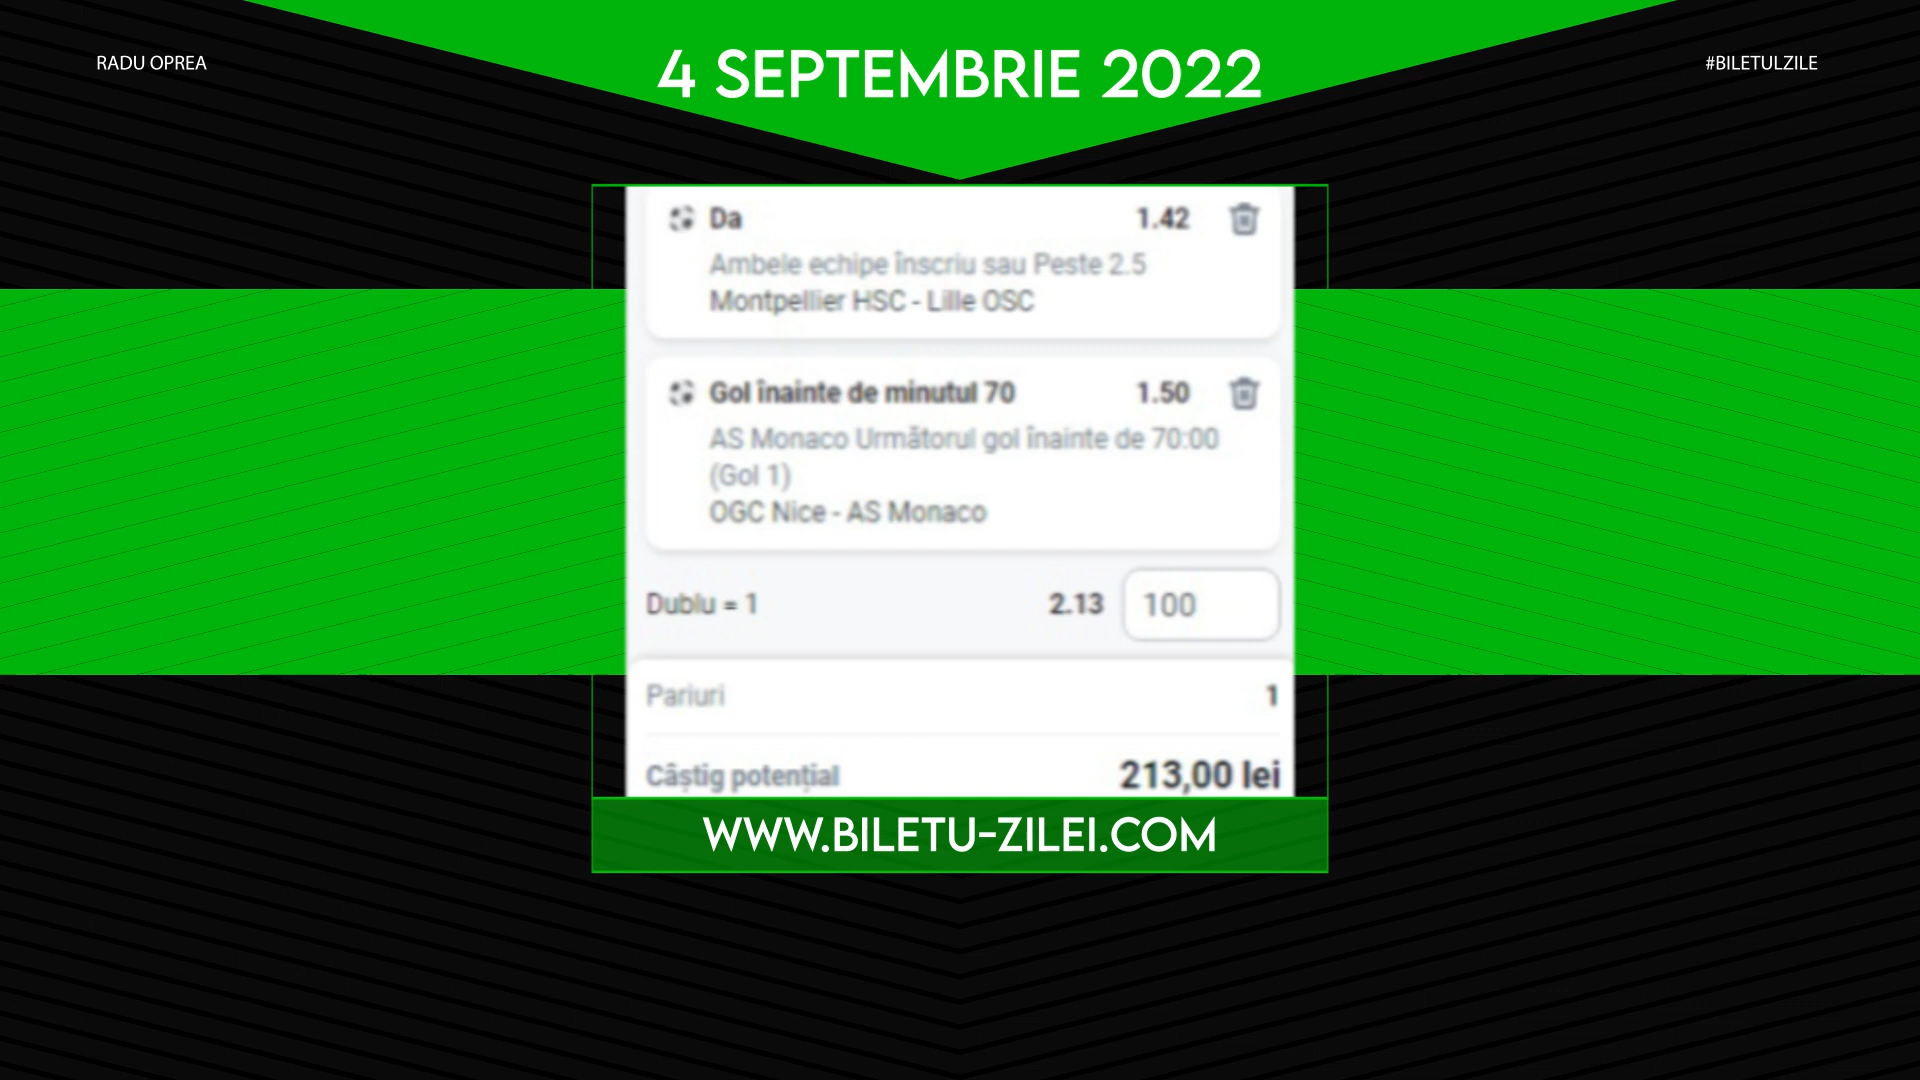 RADU OPREA
4 SEPTEMBRIE 2022
#BILETULZILE
Da 1.42
Ambele echipe înscriu sau Peste 2.5
Montpellier HSC - Lille OSC
Gol înainte de minutul 70 1.50
AS Monaco Următorul gol înainte de 70:00
(Gol 1)
OGC Nice - AS Monaco
Dublu = 1 2.13 100
Pariuri 1
Câștig potențial 213,00 lei
WWW.BILETU-ZILEI.COM